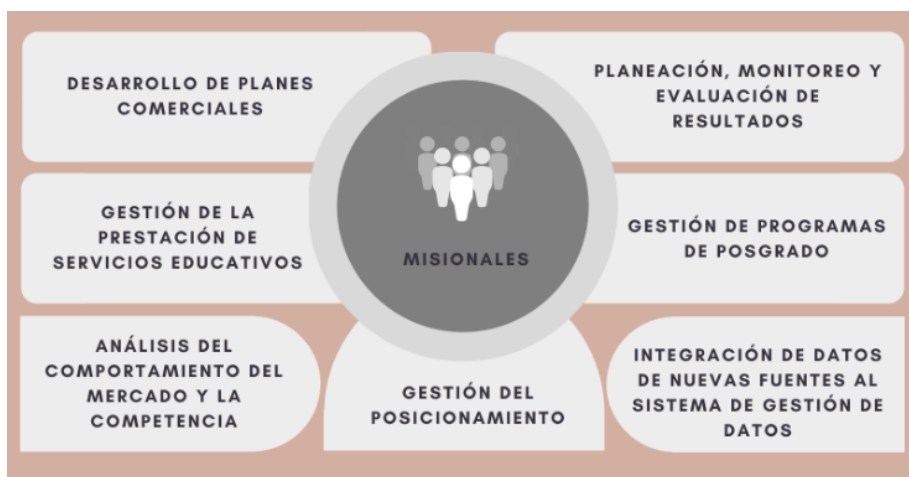 DESARROLLO DE PLANES
COMERCIALES
PLANEACIÓN, MONITOREO Y
EVALUACIÓN DE
RESULTADOS
GESTIÓN DE LA
PRESTACIÓN DE
SERVICIOS EDUCATIVOS
MISIONALES
GESTIÓN DE PROGRAMAS
DE POSGRADO
ANÁLISIS DEL
COMPORTAMIENTO DEL
MERCADO Y LA
COMPETENCIA
GESTIÓN DEL
POSICIONAMIENTO
INTEGRACIÓN DE DATOS
DE NUEVAS FUENTES AL
SISTEMA DE GESTIÓN DE
DATOS